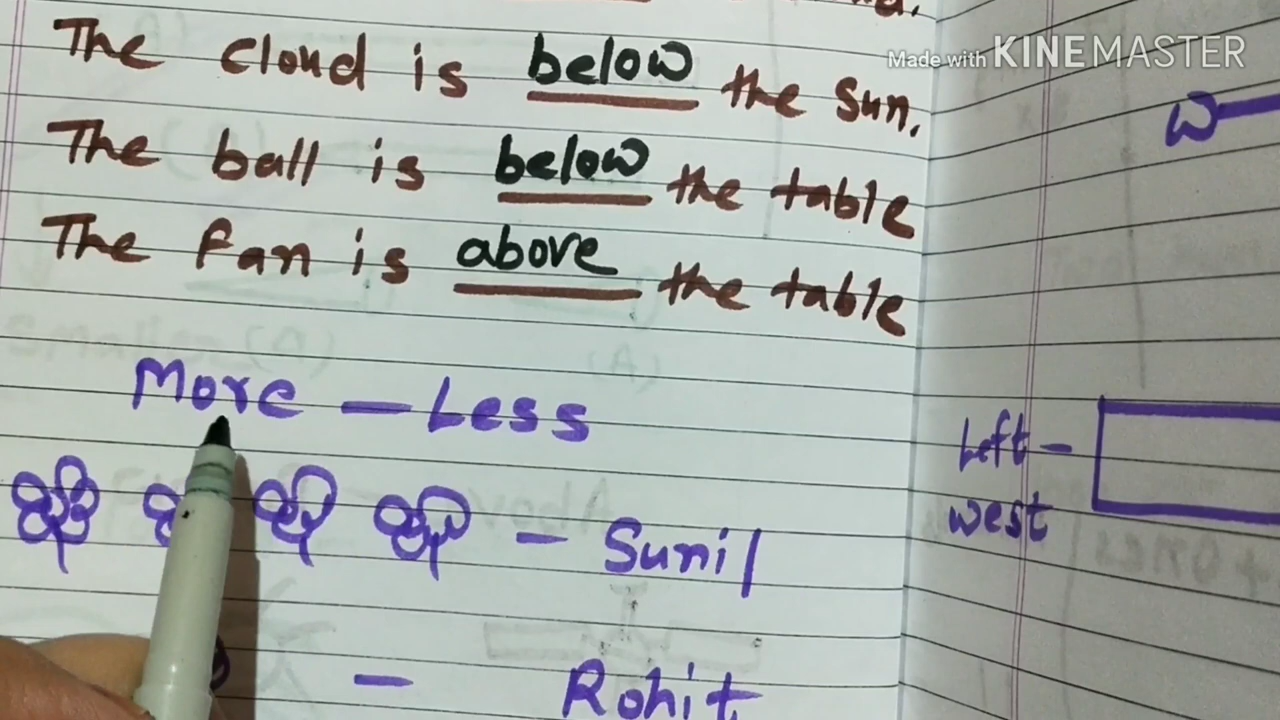 Made with KINEMASTER
The cloud is below the Sun.
The ball is below the table
The fan is above the table
More — Less
— Sunil
— Rohit
W
Left —
west